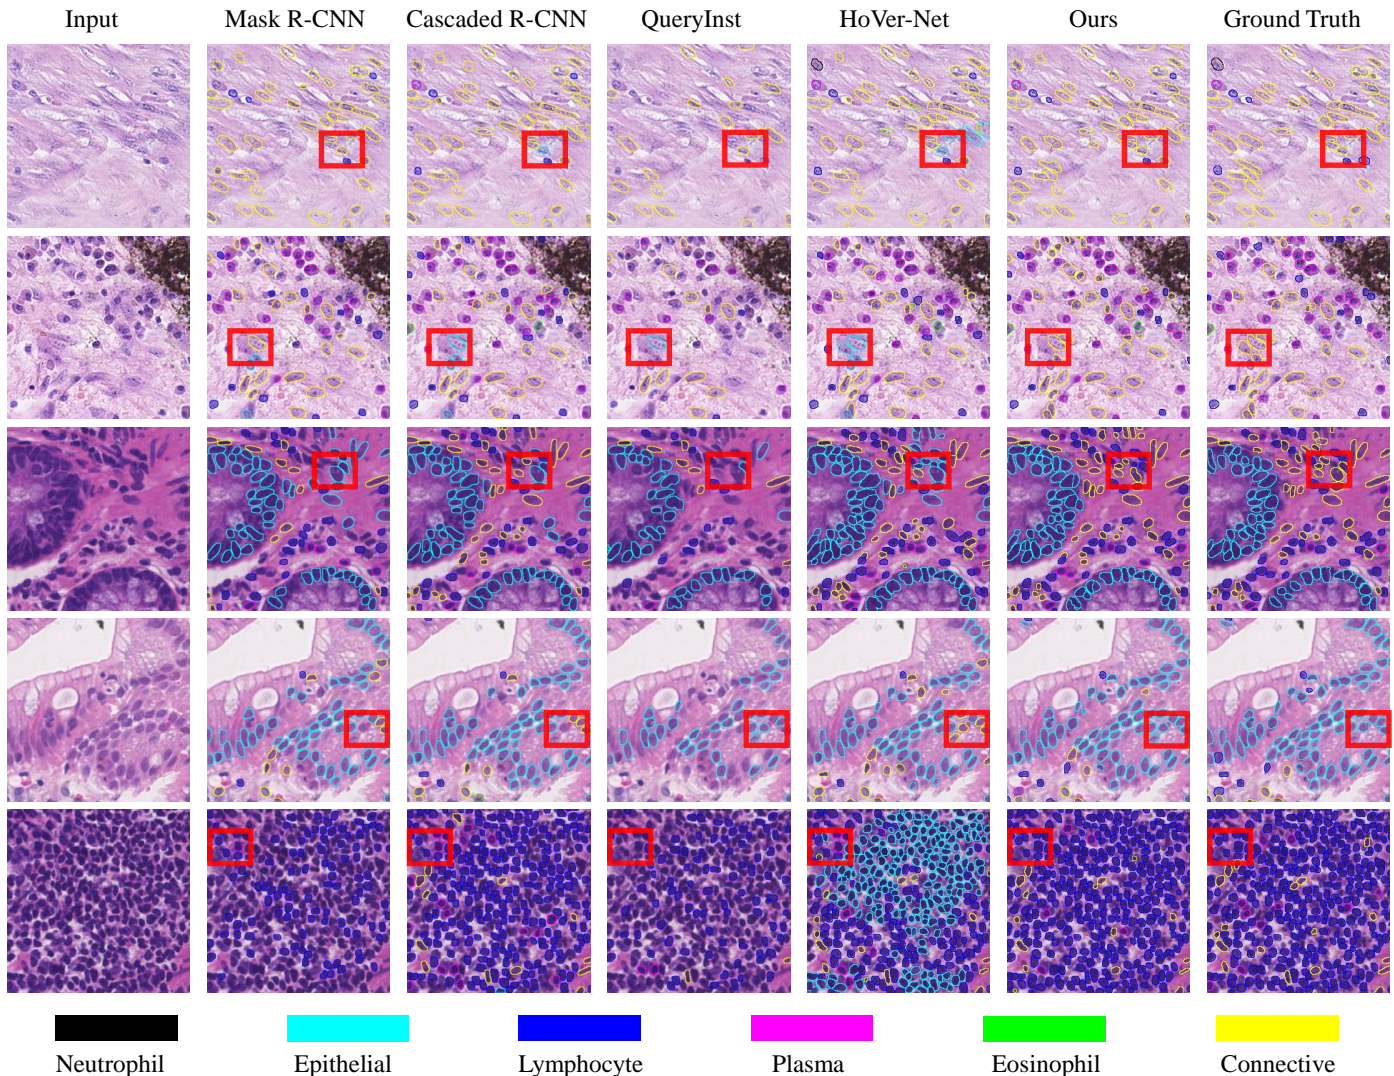 Input Mask R-CNN Cascaded R-CNN QueryInst HoVer-Net Ours Ground Truth
Neutrophil Epithelial Lymphocyte Plasma Eosinophil Connective